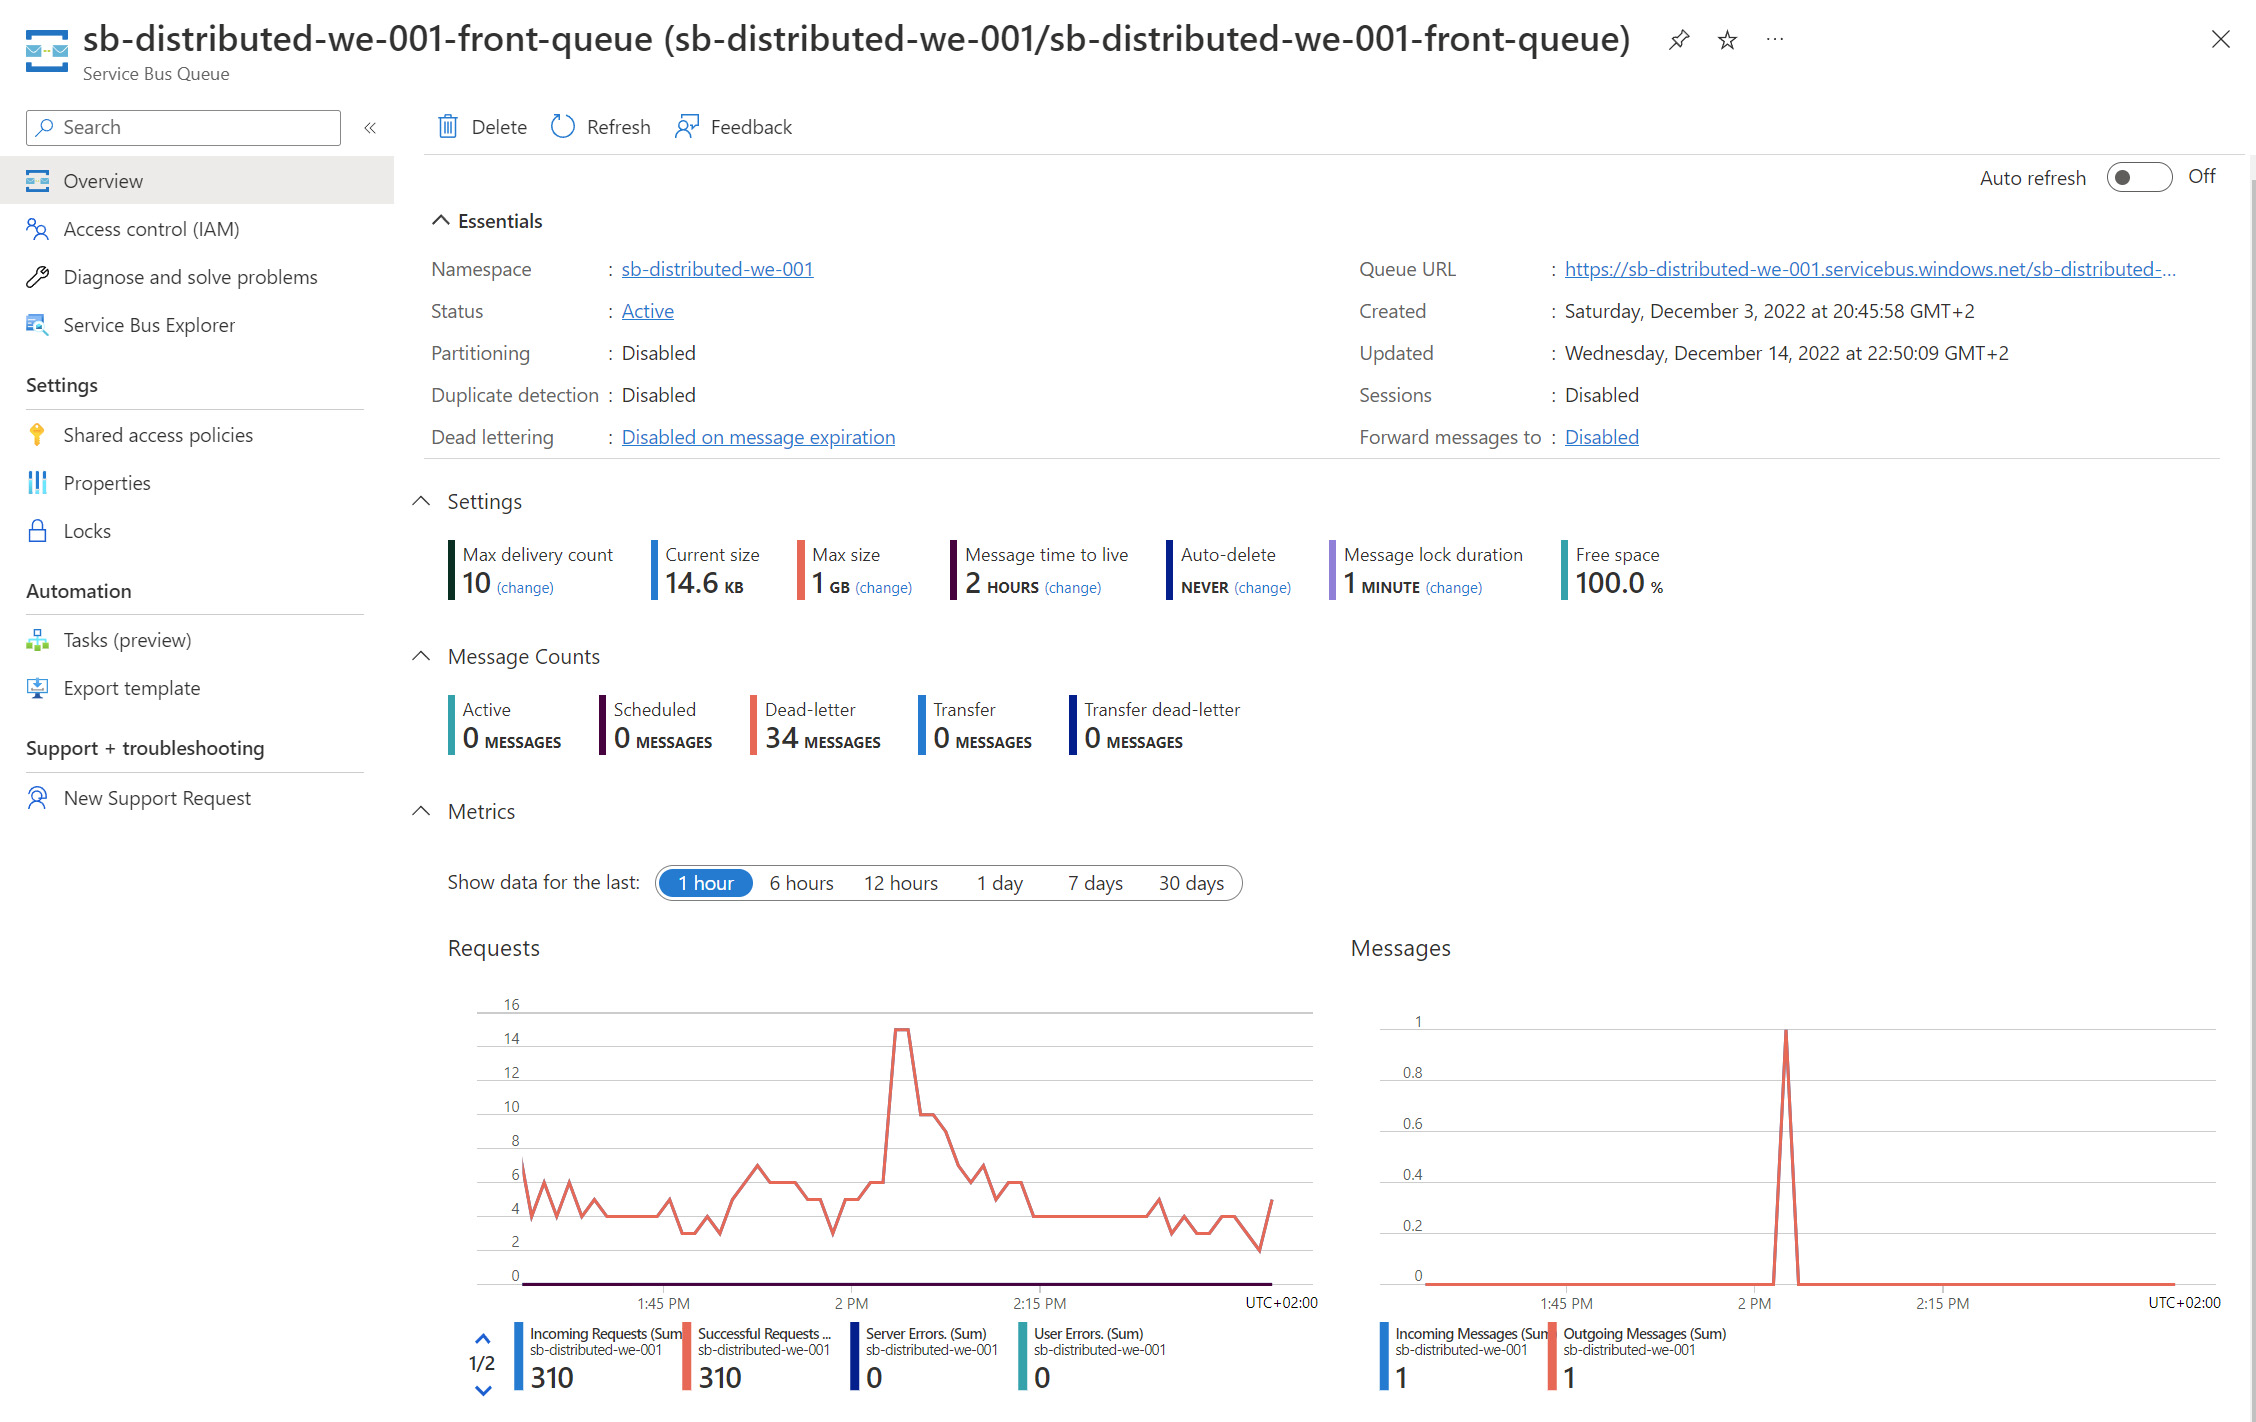 sb-distributed-we-001-front-queue (sb-distributed-we-001/sb-distributed-we-001-front-queue)
Service Bus Queue
Search
Delete
Refresh
Feedback
Auto refresh
Off
Overview
Access control (IAM)
Diagnose and solve problems
Service Bus Explorer
Settings
Shared access policies
Properties
Locks
Automation
Tasks (preview)
Export template
Support + troubleshooting
New Support Request
Essentials
Namespace : sb-distributed-we-001
Status : Active
Partitioning : Disabled
Duplicate detection : Disabled
Dead lettering : Disabled on message expiration
Queue URL : https://sb-distributed-we-001.servicebus.windows.net/sb-distributed-...
Created : Saturday, December 3, 2022 at 20:45:58 GMT+2
Updated : Wednesday, December 14, 2022 at 22:50:09 GMT+2
Sessions : Disabled
Forward messages to : Disabled
Settings
Max delivery count
10 (change)
Current size
14.6 KB
Max size
1 GB (change)
Message time to live
2 HOURS (change)
Auto-delete
NEVER (change)
Message lock duration
1 MINUTE (change)
Free space
100.0 %
Message Counts
Active
0 MESSAGES
Scheduled
0 MESSAGES
Dead-letter
34 MESSAGES
Transfer
0 MESSAGES
Transfer dead-letter
0 MESSAGES
Metrics
Show data for the last: 1 hour 6 hours 12 hours 1 day 7 days 30 days
Requests
16
14
12
10
8
6
4
2
0
1:45 PM 2 PM 2:15 PM UTC+02:00
1/2
Incoming Requests (Sum
sb-distributed-we-001
310
Successful Requests ...
sb-distributed-we-001
310
Server Errors. (Sum)
sb-distributed-we-001
0
User Errors. (Sum)
sb-distributed-we-001
0
Messages
1
0.8
0.6
0.4
0.2
0
1:45 PM 2 PM 2:15 PM UTC+02:00
Incoming Messages (Sum
sb-distributed-we-001
1
Outgoing Messages (Sum)
sb-distributed-we-001
1